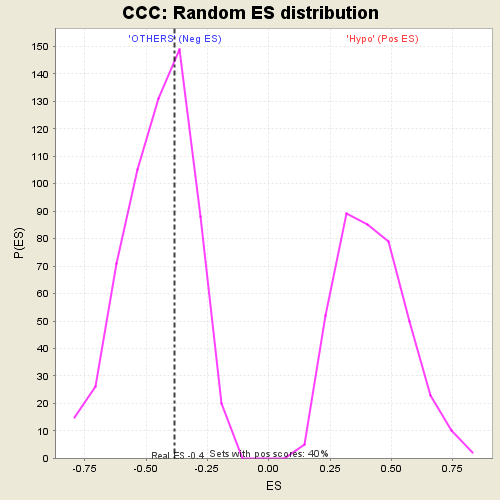 CCC: Random ES distribution
'OTHERS' (Neg ES)
'Hypo' (Pos ES)
150
140
130
120
110
100
90
80
70
60
50
40
30
20
10
0
P(ES)
Real ES -0.4
Sets with pos scores: 40%
-0.75 -0.50 -0.25 0.00 0.25 0.50 0.75
ES